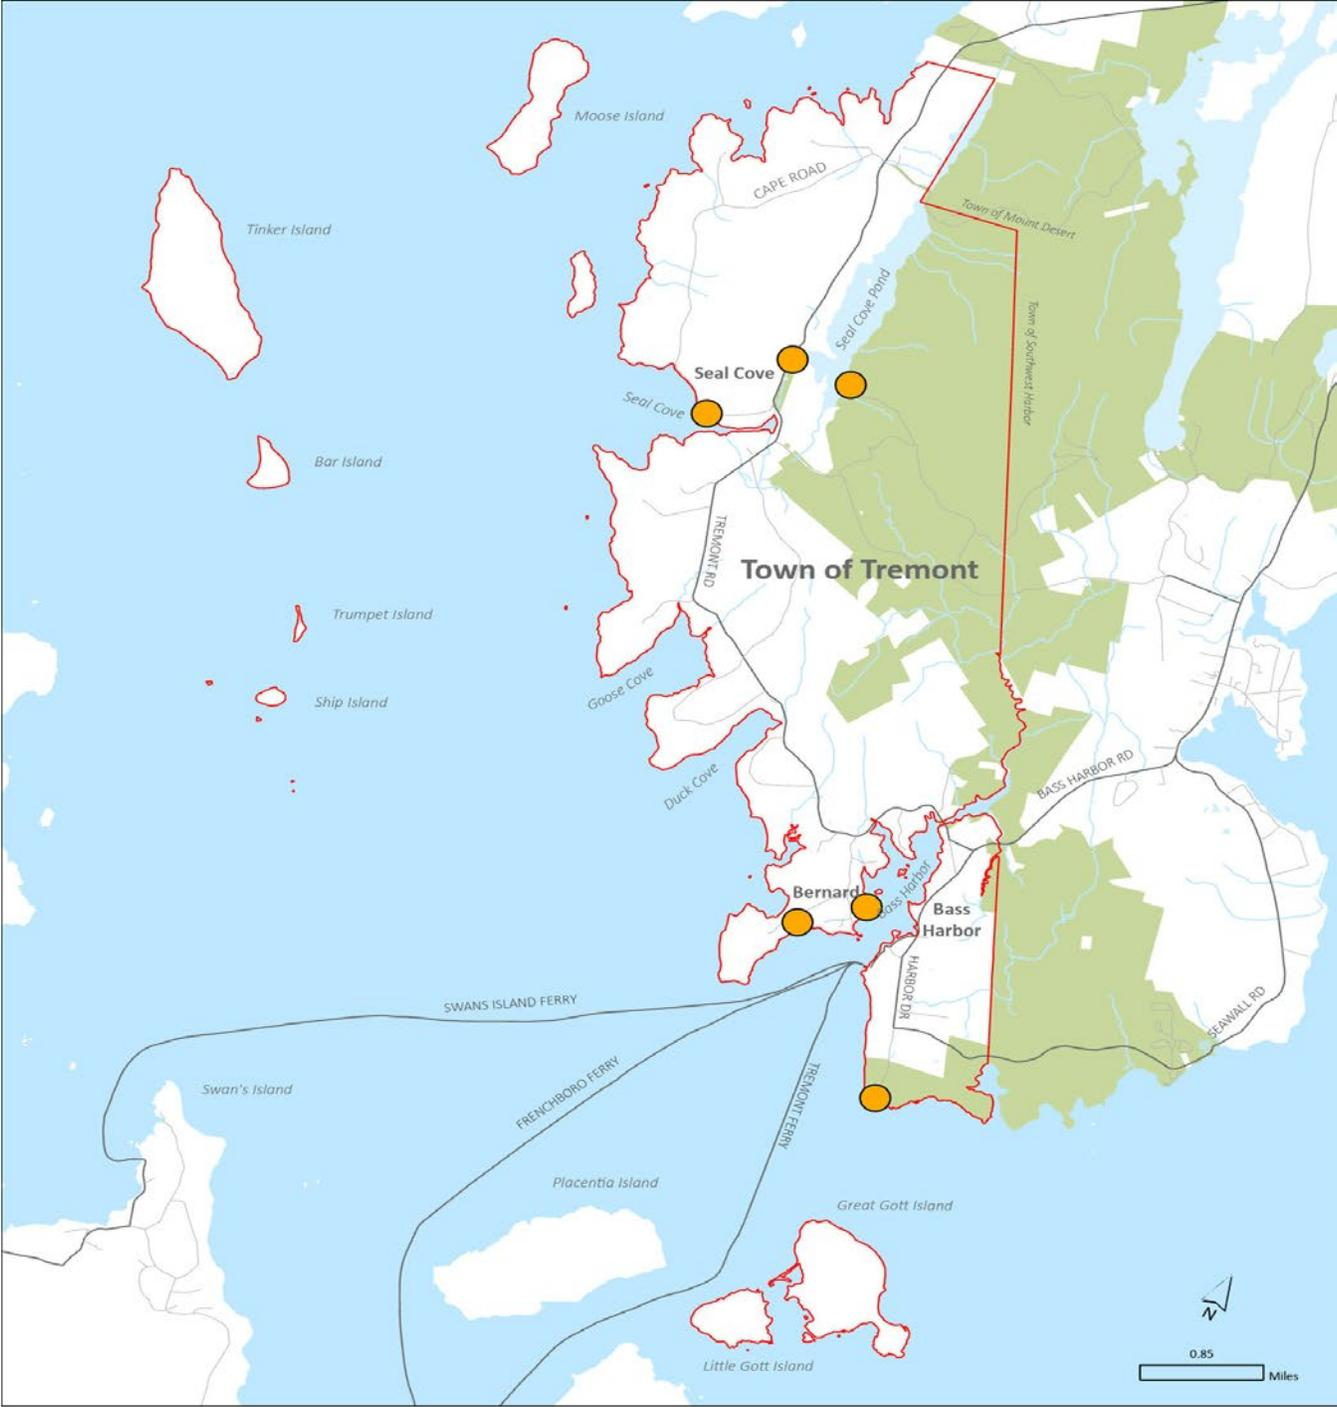 Moose Island
CAPE ROAD
Town of Mount Desert
Tinker Island
Seal Cove Pond
Town of Southwest Harbor
Seal Cove
Seal Cove
Bar Island
TREMONT RD
Town of Tremont
Trumpet Island
Goose Cove
Ship Island
Duck Cove
BASS HARBOR RD
Bernard
Bass Harbor
Bass
Harbor
HARBOR DR
SWANS ISLAND FERRY
SEAWALL RD
Swan's Island
FRENCHBORO FERRY
TREMONT FERRY
Placentia Island
Great Gott Island
N
0.85
Little Gott Island
Miles